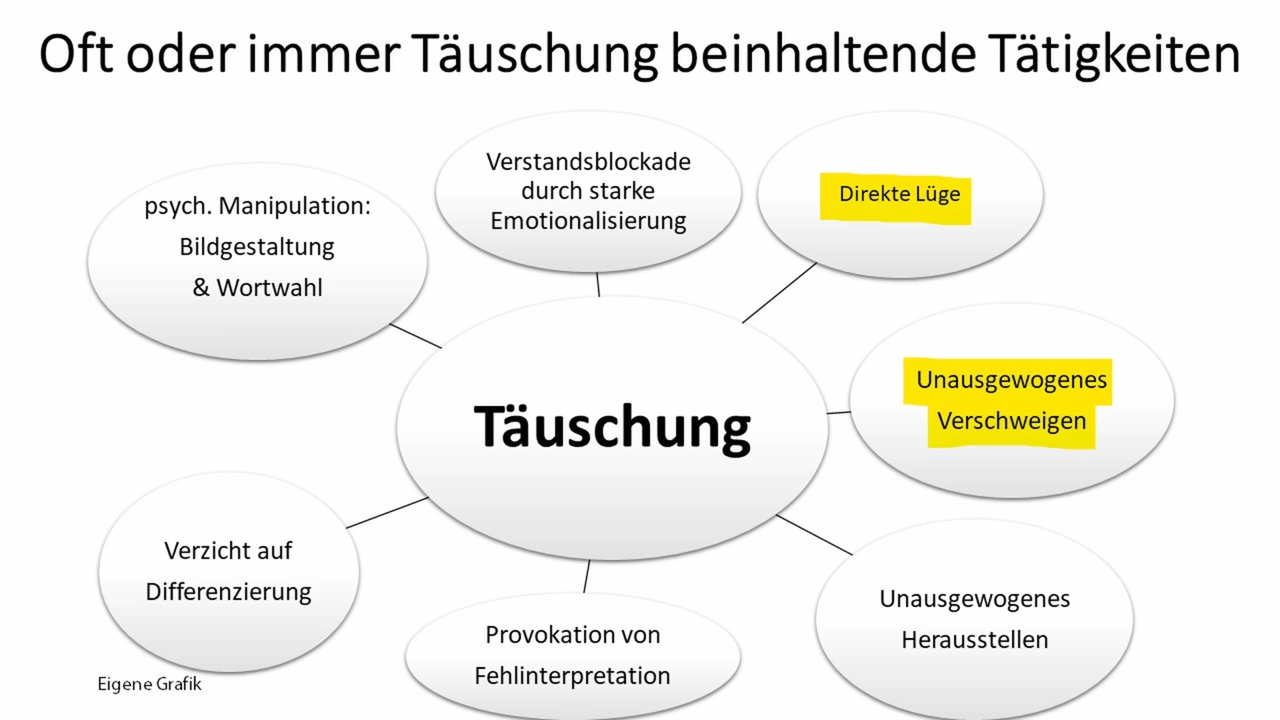 Oft oder immer Täuschung beinhaltende Tätigkeiten
psych. Manipulation:
Bildgestaltung
& Wortwahl
Verstandsblockade
durch starke
Emotionalisierung
Direkte Lüge
Unausgewogenes
Verschweigen
Täuschung
Verzicht auf
Differenzierung
Provokation von
Fehlinterpretation
Unausgewogenes
Herausstellen
Eigene Grafik